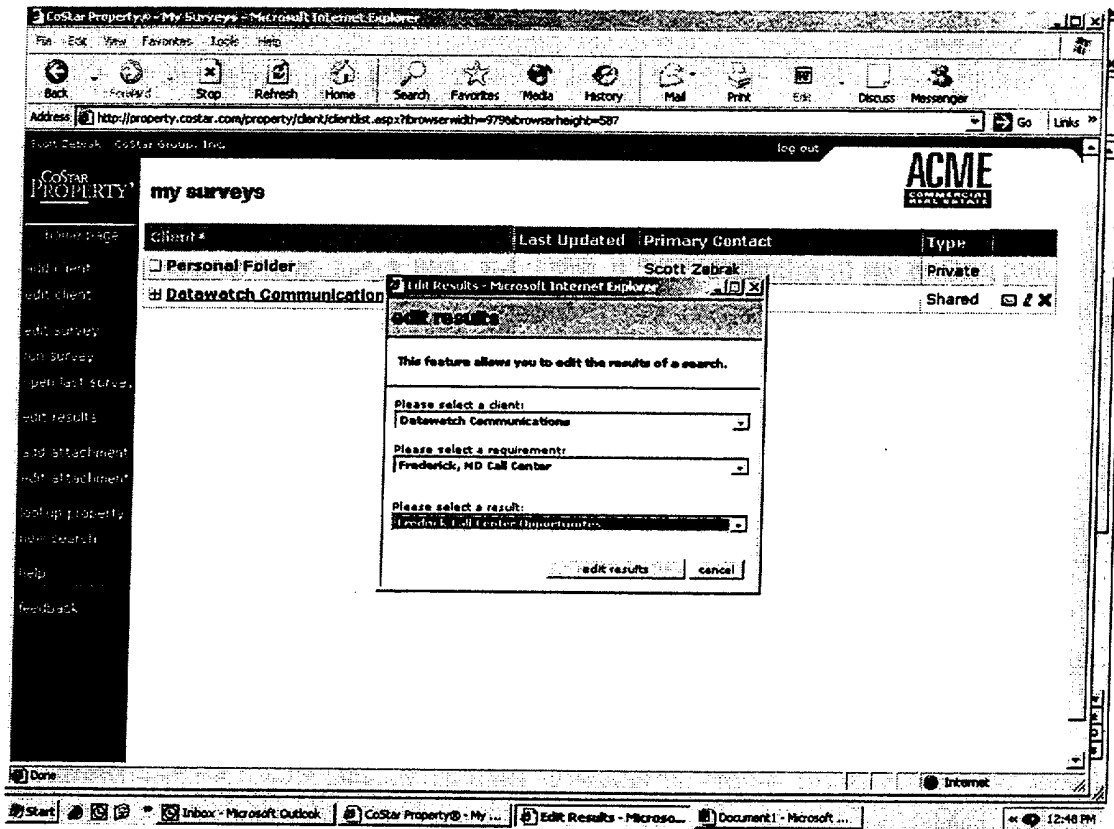 CoStar Property® - My Surveys - Microsoft Internet Explorer
File Edit View Favorites Tools Help
Back Forward Stop Refresh Home Search Favorites Media History Mail Print Edit Discuss Messenger
Address http://property.costar.com/property/client/clientlist.aspx?browserwidth=979&browserheight=587 Go Links »
Scott Zebrak CoStar Group, Inc. log out
CoStar
PROPERTY®
my surveys
ACME
COMMERCIAL
REAL ESTATE
home page
add client
edit client
edit survey
run survey
open last survey
edit results
add attachment
edit attachment
look up property
new search
help
feedback
Client Last Updated Primary Contact Type
Personal Folder Scott Zebrak Private
Datawatch Communication Shared
Edit Results - Microsoft Internet Explorer
edit results
This feature allows you to edit the results of a search.
Please select a client:
Datawatch Communications
Please select a requirement:
Frederick, MD Call Center
Please select a result:
Fredrick Call Center Opportunites
edit results cancel
Done Internet
Start Inbox - Microsoft Outlook CoStar Property® - My ... Edit Results - Microso... Document1 - Microsoft ... « 12:48 PM